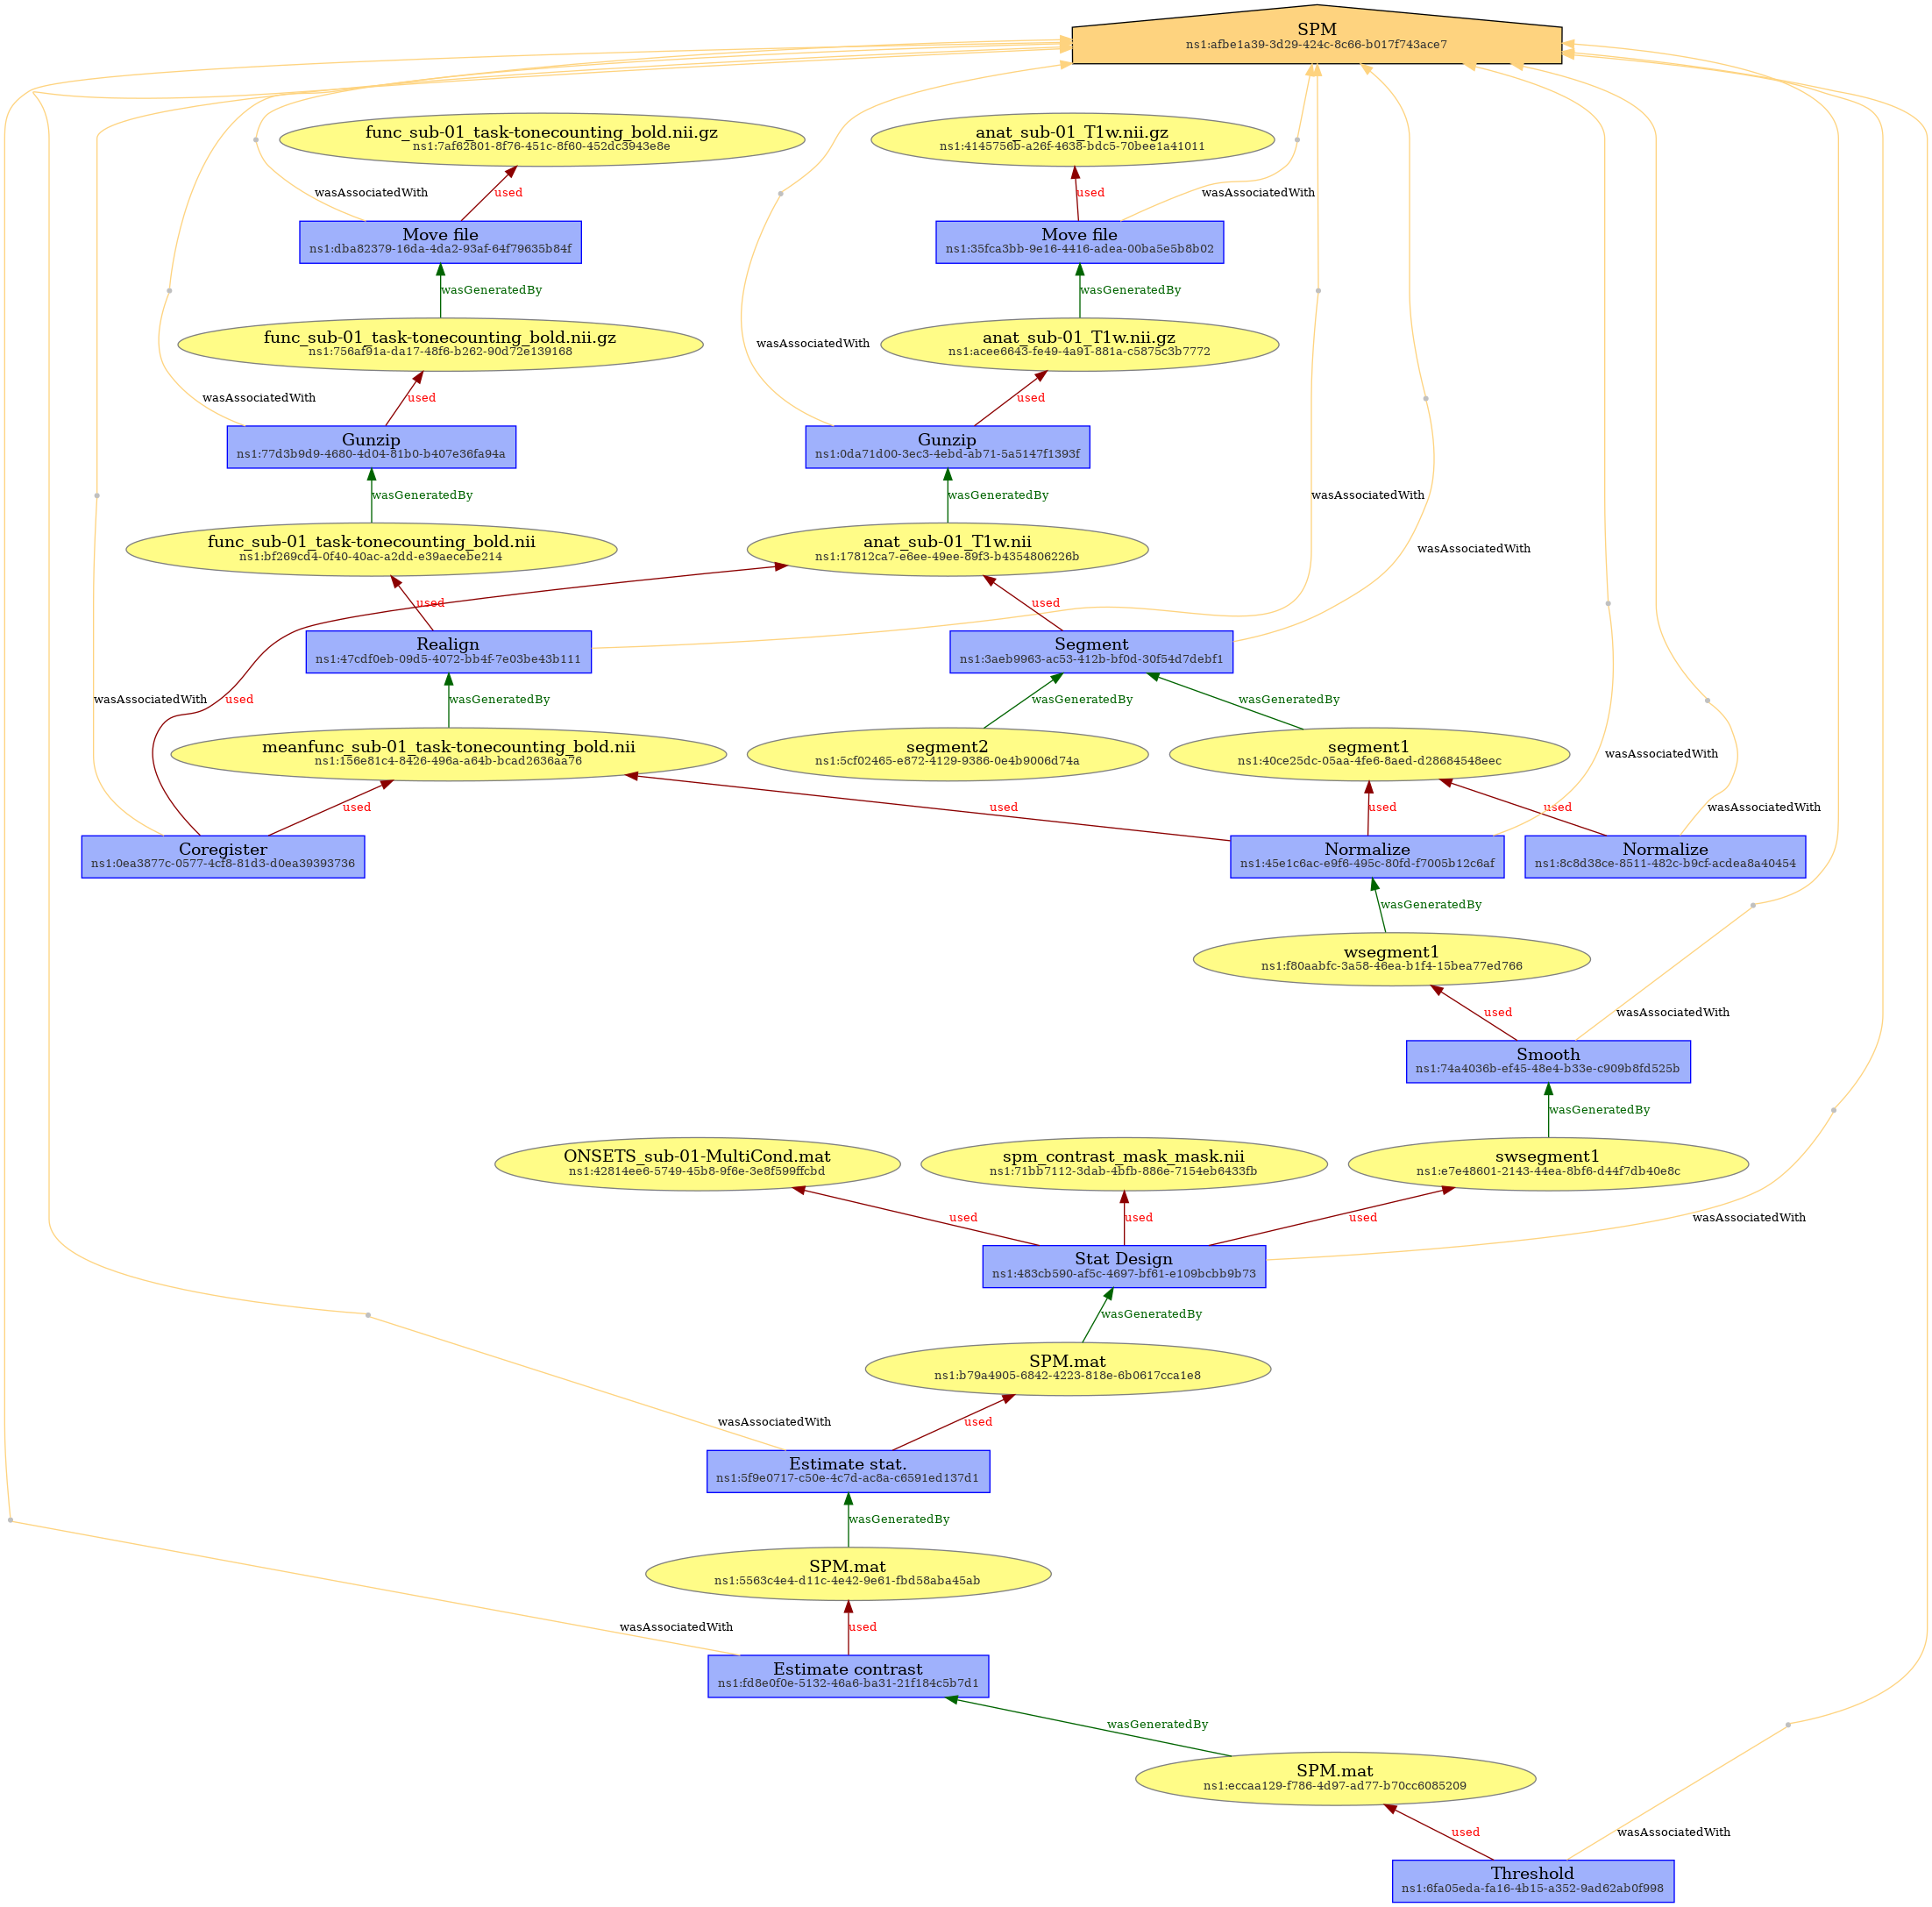 SPM
ns1:afbe1a39-3d29-424c-8c66-b017f743ace7
func_sub-01_task-tonecounting_bold.nii.gz
ns1:7af62801-8f76-451c-8f60-452dc3943e8e
anat_sub-01_T1w.nii.gz
ns1:4145756b-a26f-4638-bdc5-70bee1a41011
wasAssociatedWith
used
used
wasAssociatedWith
Move file
ns1:dba82379-16da-4da2-93af-64f79635b84f
Move file
ns1:35fca3bb-9e16-4416-adea-00ba5e5b8b02
wasGeneratedBy
wasGeneratedBy
func_sub-01_task-tonecounting_bold.nii.gz
ns1:756af91a-da17-48f6-b262-90d72e139168
wasAssociatedWith
anat_sub-01_T1w.nii.gz
ns1:acee6643-fe49-4a91-881a-c5875c3b7772
wasAssociatedWith
used
used
Gunzip
ns1:77d3b9d9-4680-4d04-81b0-b407e36fa94a
Gunzip
ns1:0da71d00-3ec3-4ebd-ab71-5a5147f1393f
wasGeneratedBy
wasGeneratedBy
wasAssociatedWith
func_sub-01_task-tonecounting_bold.nii
ns1:bf269cd4-0f40-40ac-a2dd-e39aecebe214
anat_sub-01_T1w.nii
ns1:17812ca7-e6ee-49ee-89f3-b4354806226b
wasAssociatedWith
used
used
Realign
ns1:47cdf0eb-09d5-4072-bb4f-7e03be43b111
Segment
ns1:3aeb9963-ac53-412b-bf0d-30f54d7debf1
wasAssociatedWith
used
wasGeneratedBy
wasGeneratedBy
wasGeneratedBy
meanfunc_sub-01_task-tonecounting_bold.nii
ns1:156e81c4-8426-496a-a64b-bcad2636aa76
segment2
ns1:5cf02465-e872-4129-9386-0e4b9006d74a
segment1
ns1:40ce25dc-05aa-4fe6-8aed-d28684548eec
wasAssociatedWith
used
used
used
used
wasAssociatedWith
Coregister
ns1:0ea3877c-0577-4cf8-81d3-d0ea39393736
Normalize
ns1:45e1c6ac-e9f6-495c-80fd-f7005b12c6af
Normalize
ns1:8c8d38ce-8511-482c-b9cf-acdea8a40454
wasGeneratedBy
wsegment1
ns1:f80aabfc-3a58-46ea-b1f4-15bea77ed766
used
wasAssociatedWith
Smooth
ns1:74a4036b-ef45-48e4-b33e-c909b8fd525b
wasGeneratedBy
ONSETS_sub-01-MultiCond.mat
ns1:42814ee6-5749-45b8-9f6e-3e8f599ffcbd
spm_contrast_mask_mask.nii
ns1:71bb7112-3dab-4bfb-886e-7154eb6433fb
swsegment1
ns1:e7e48601-2143-44ea-8bf6-d44f7db40e8c
used
used
used
wasAssociatedWith
Stat Design
ns1:483cb590-af5c-4697-bf61-e109bcbb9b73
wasGeneratedBy
SPM.mat
ns1:b79a4905-6842-4223-818e-6b0617cca1e8
wasAssociatedWith
used
Estimate stat.
ns1:5f9e0717-c50e-4c7d-ac8a-c6591ed137d1
wasGeneratedBy
SPM.mat
ns1:5563c4e4-d11c-4e42-9e61-fbd58aba45ab
wasAssociatedWith
used
Estimate contrast
ns1:fd8e0f0e-5132-46a6-ba31-21f184c5b7d1
wasGeneratedBy
SPM.mat
ns1:eccaa129-f786-4d97-ad77-b70cc6085209
used
wasAssociatedWith
Threshold
ns1:6fa05eda-fa16-4b15-a352-9ad62ab0f998